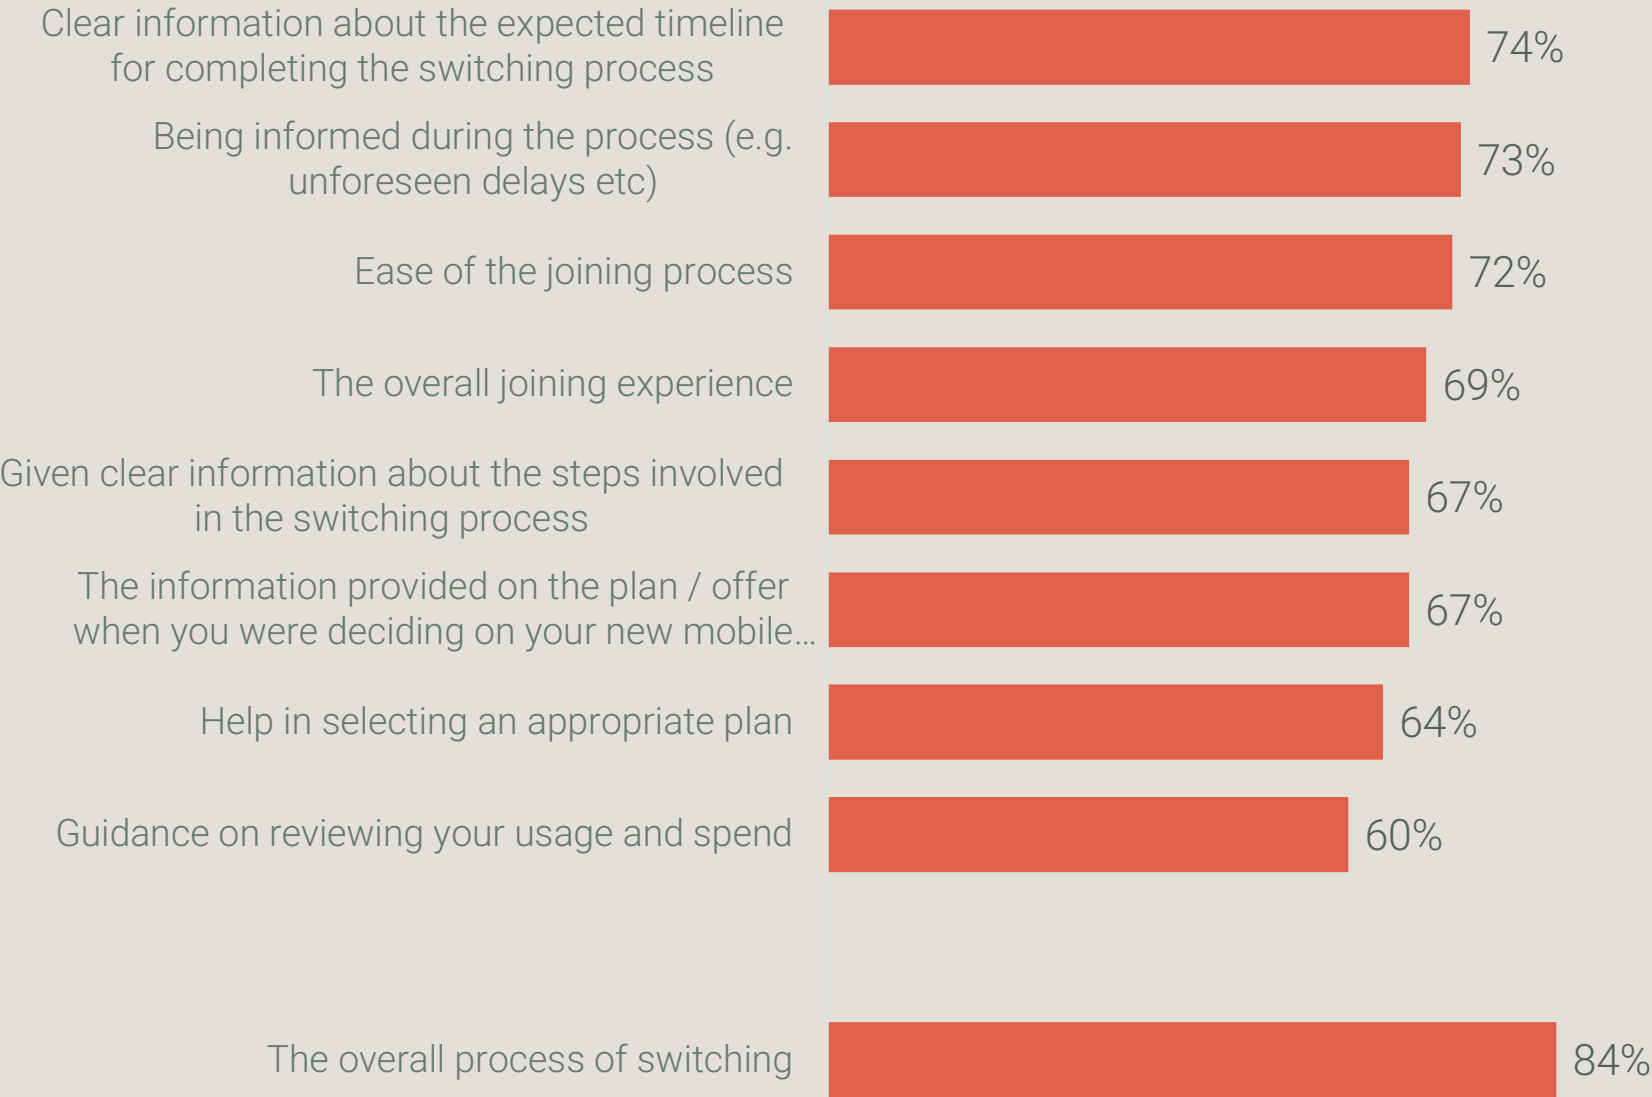 Clear information about the expected timeline
for completing the switching process
74%
Being informed during the process (e.g.
unforeseen delays etc)
73%
Ease of the joining process
72%
The overall joining experience
69%
Given clear information about the steps involved
in the switching process
67%
The information provided on the plan / offer
when you were deciding on your new mobile...
67%
Help in selecting an appropriate plan
64%
Guidance on reviewing your usage and spend
60%
The overall process of switching
84%